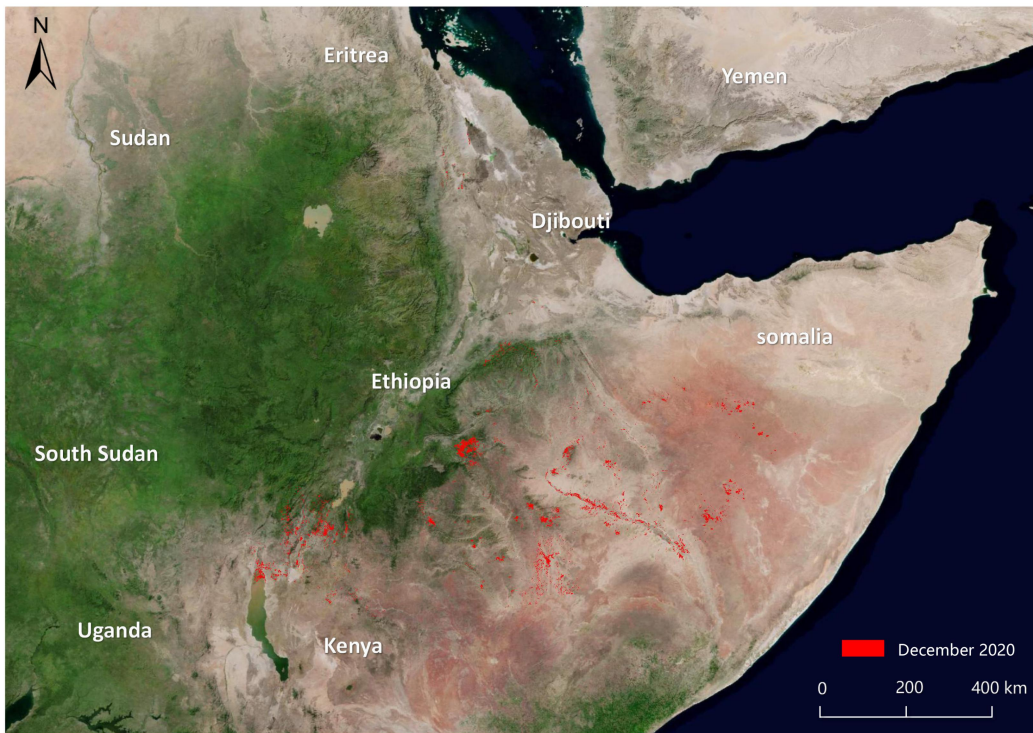 N
Eritrea
Yemen
Sudan
Djibouti
somalia
Ethiopia
South Sudan
Uganda
Kenya
December 2020
0 200 400 km